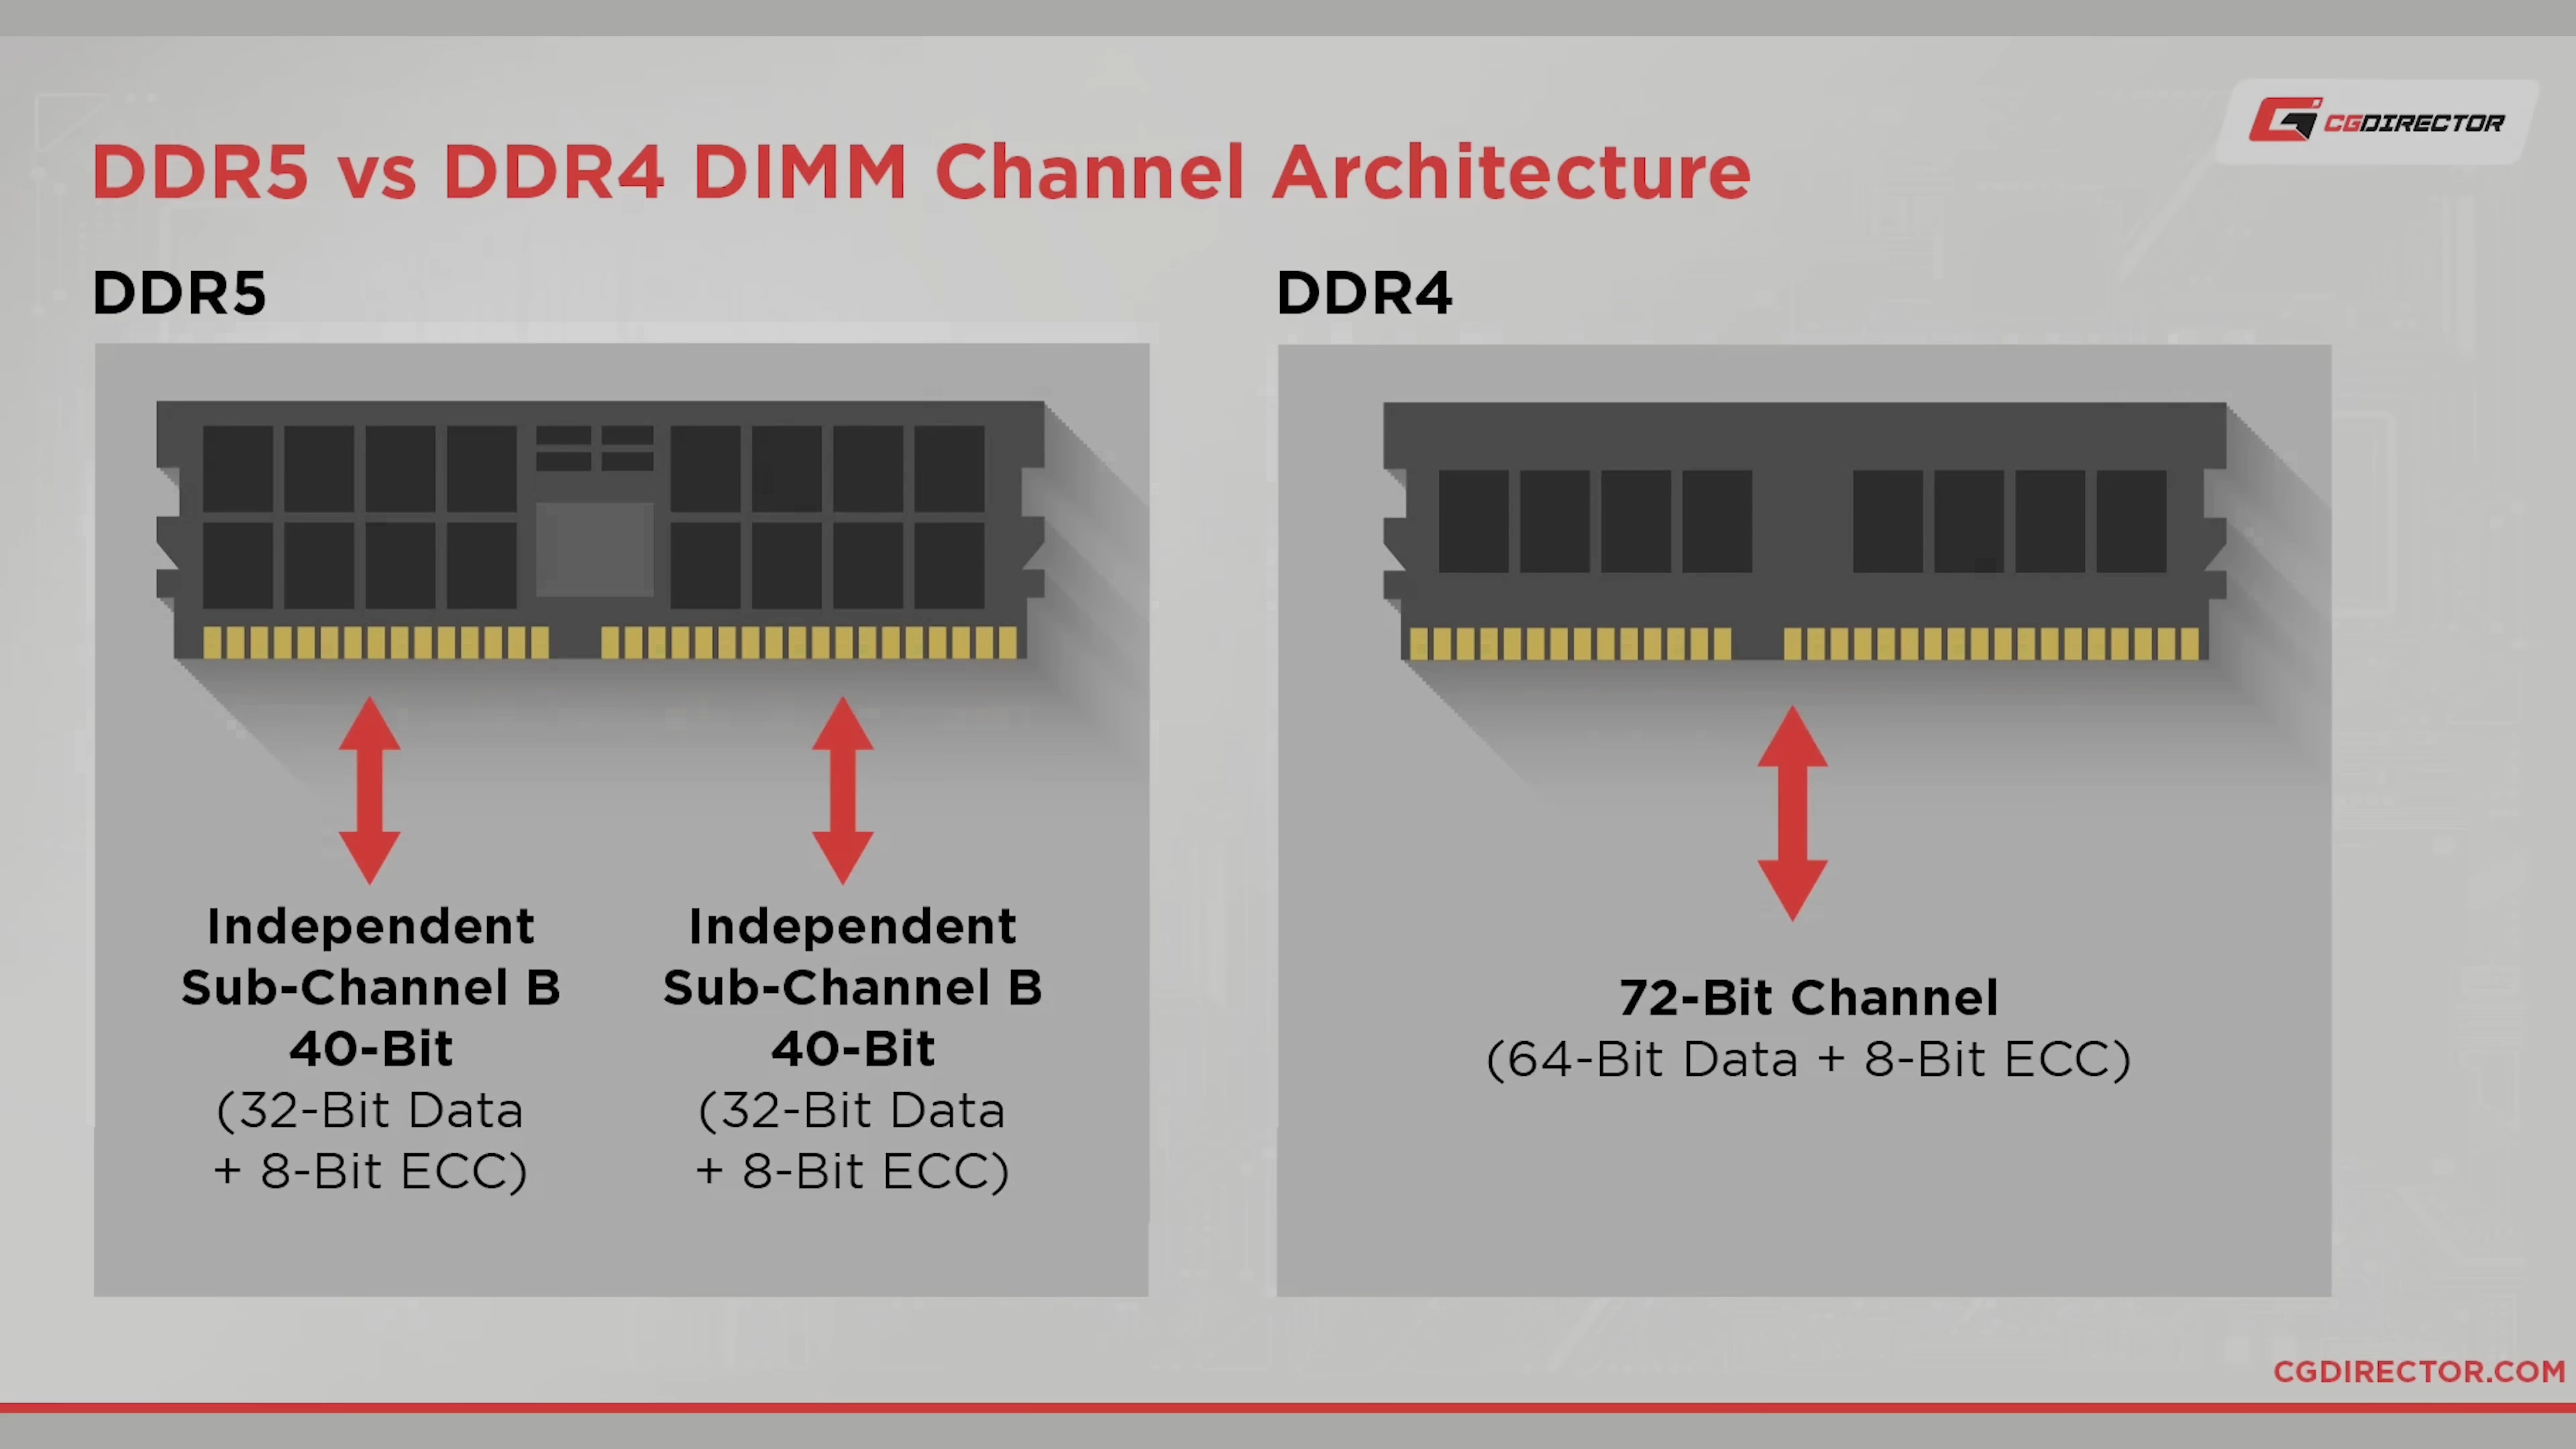 CGDIRECTOR
DDR5 vs DDR4 DIMM Channel Architecture
DDR5
Independent
Sub-Channel B
40-Bit
(32-Bit Data
+ 8-Bit ECC)
Independent
Sub-Channel B
40-Bit
(32-Bit Data
+ 8-Bit ECC)
DDR4
72-Bit Channel
(64-Bit Data + 8-Bit ECC)
CGDIRECTOR.COM